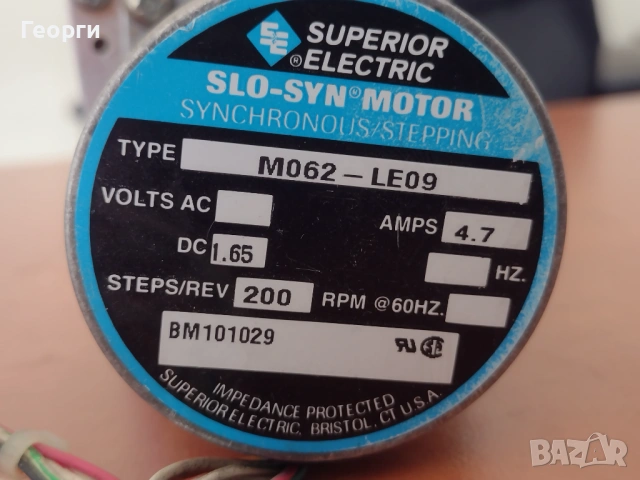 Георги
SUPERIOR
® ELECTRIC
SLO-SYN® MOTOR
SYNCHRONOUS/STEPPING
TYPE M062-LE09
VOLTS AC
AMPS 4.7
DC 1.65
HZ.
STEPS/REV 200 RPM @ 60HZ.
BM101029
IMPEDANCE PROTECTED
SUPERIOR ELECTRIC, BRISTOL, CT U.S.A.
BAZAR